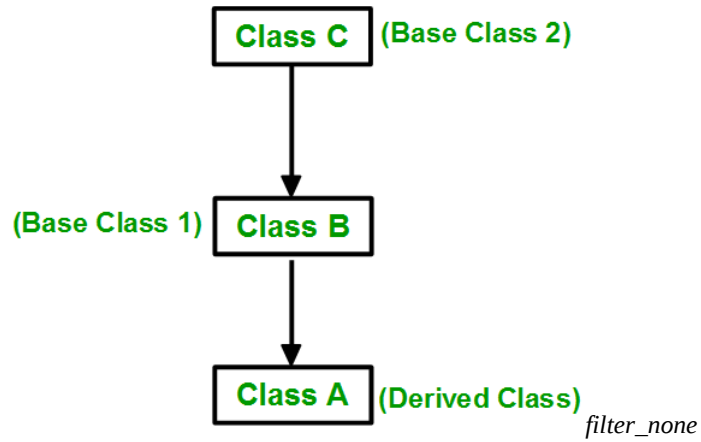 Class C (Base Class 2)
(Base Class 1) Class B
Class A (Derived Class)
filter_none